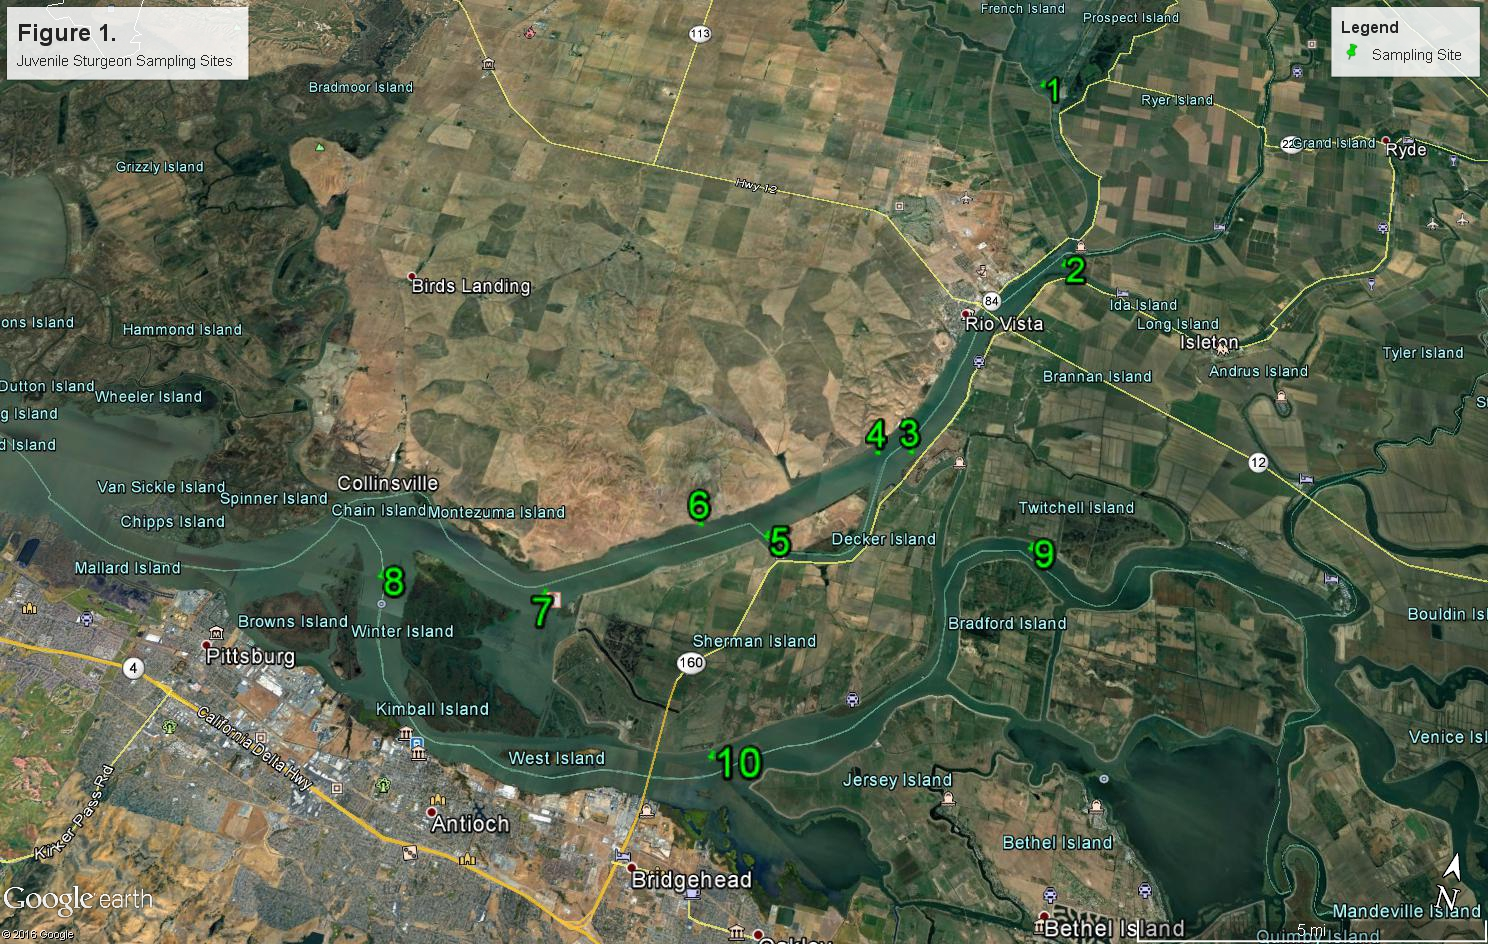 Figure 1.
Juvenile Sturgeon Sampling Sites
Legend
Sampling Site
French Island
Prospect Island
113
Bradmoor Island
1
Ryer Island
Grizzly Island
Grand Island
Ryde
Hwy 12
2
Birds Landing
84
Ida Island
Rio Vista
Long Island
Isleton
ons Island
Hammond Island
Tyler Island
Andrus Island
Brannan Island
Dutton Island
Wheeler Island
g Island
d Island
4
3
12
Collinsville
Van Sickle Island
Spinner Island
Chain Island
Montezuma Island
Chipps Island
6
Twitchell Island
5
Decker Island
9
Mallard Island
8
7
Browns Island
Winter Island
Bradford Island
Bouldin Isl
Sherman Island
Pittsburg
160
4
Kimball Island
California Delta Hwy
West Island
10
Venice Isl
Jersey Island
Kirker Pass Rd
Antioch
Bethel Island
Bridgehead
Google earth
N
Mandeville Island
Bethel Island
5 mi
Quimby Island
Oakley
© 2016 Google